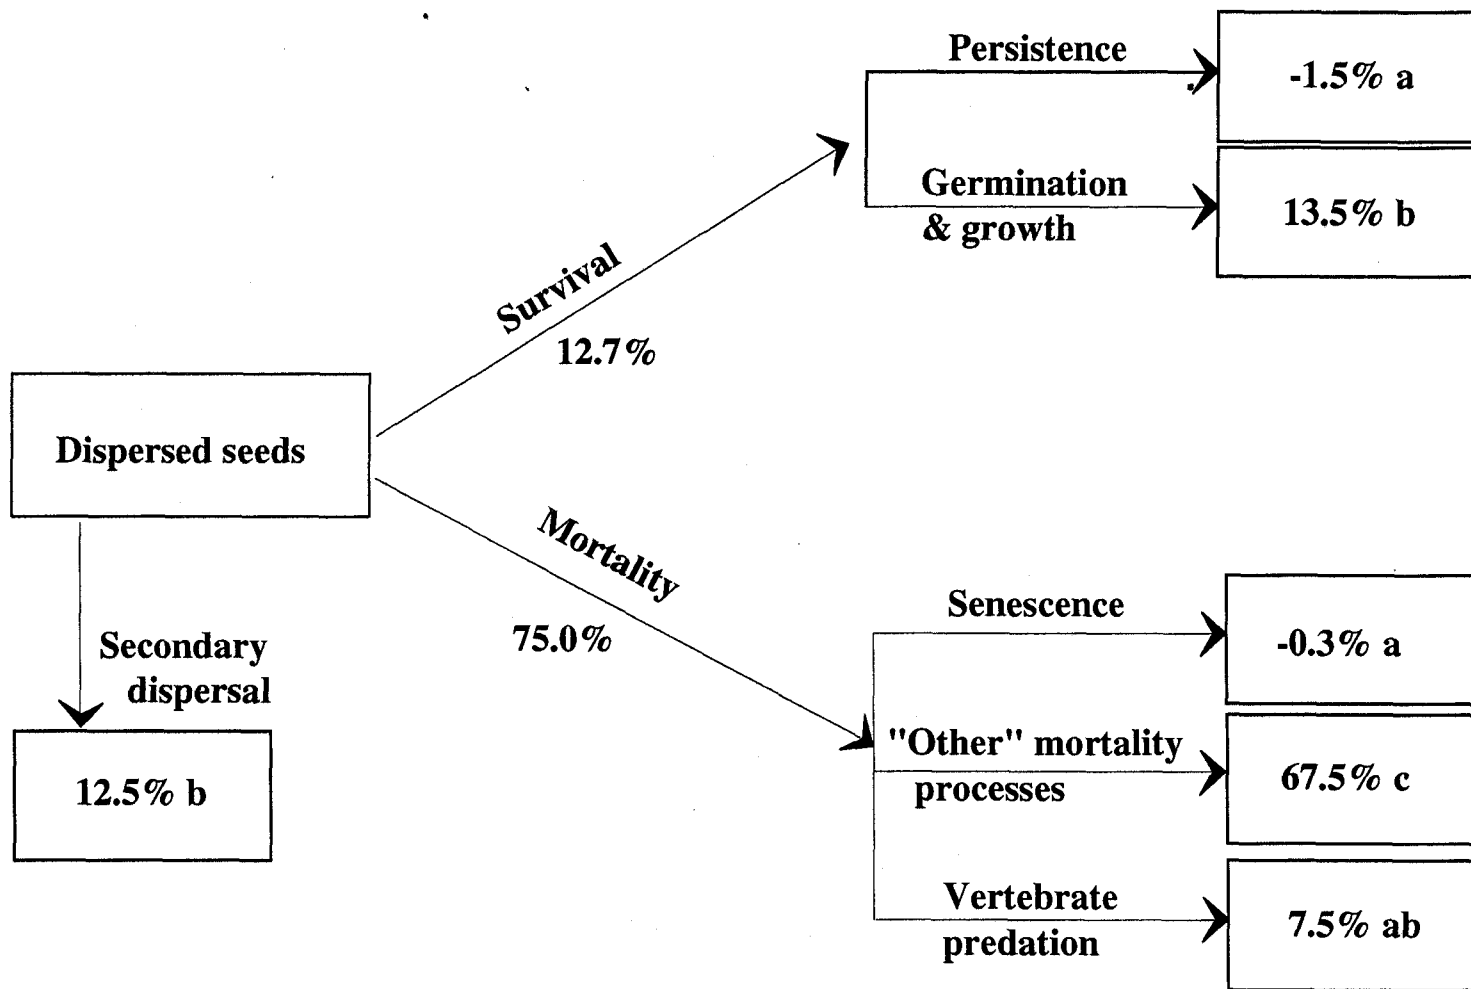 Persistence
-1.5% a
Germination
& growth
13.5% b
Survival
12.7%
Dispersed seeds
Mortality
75.0%
Secondary
dispersal
12.5% b
Senescence
-0.3% a
"Other" mortality
processes
67.5% c
Vertebrate
predation
7.5% ab